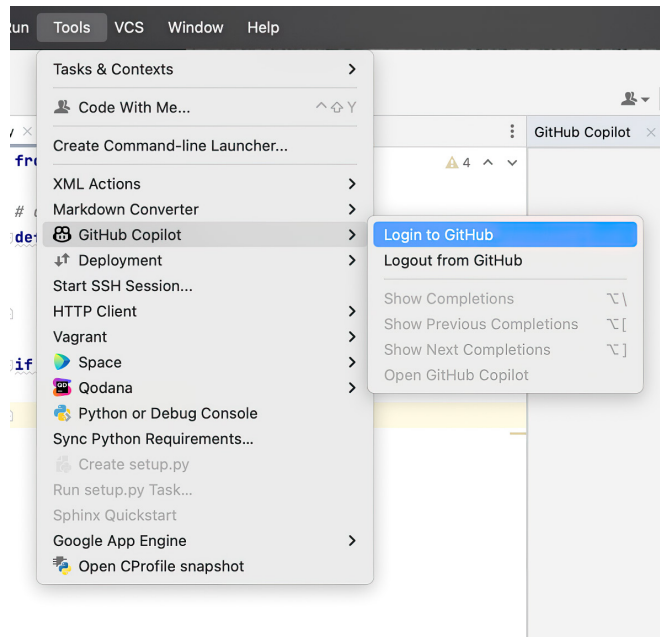 Tools VCS Window Help
Tasks & Contexts
Code With Me... ^⇧Y
Create Command-line Launcher...
GitHub Copilot
4
XML Actions
Markdown Converter
# 
GitHub Copilot
Login to GitHub
Deployment
Logout from GitHub
Start SSH Session...
Show Completions ⌥\
HTTP Client
Show Previous Completions ⌥[
Vagrant
Show Next Completions ⌥]
if
Space
Open GitHub Copilot
Qodana
Python or Debug Console
Sync Python Requirements...
Create setup.py
Run setup.py Task...
Sphinx Quickstart
Google App Engine
Open CProfile snapshot